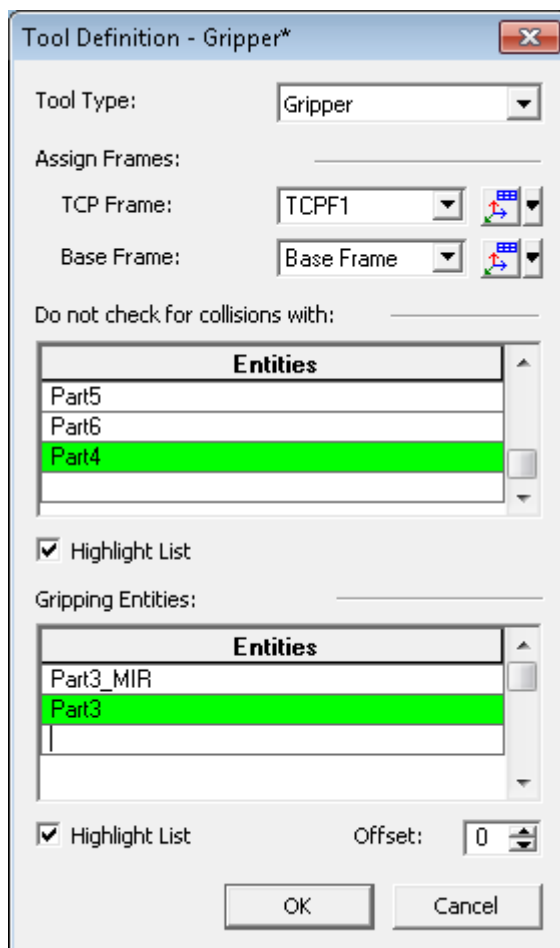 Tool Definition - Gripper*
Tool Type: Gripper
Assign Frames:
TCP Frame: TCPF1
Base Frame: Base Frame
Do not check for collisions with:
Entities
Part5
Part6
Part4
Highlight List
Gripping Entities:
Entities
Part3_MIR
Part3
Highlight List Offset: 0
OK Cancel